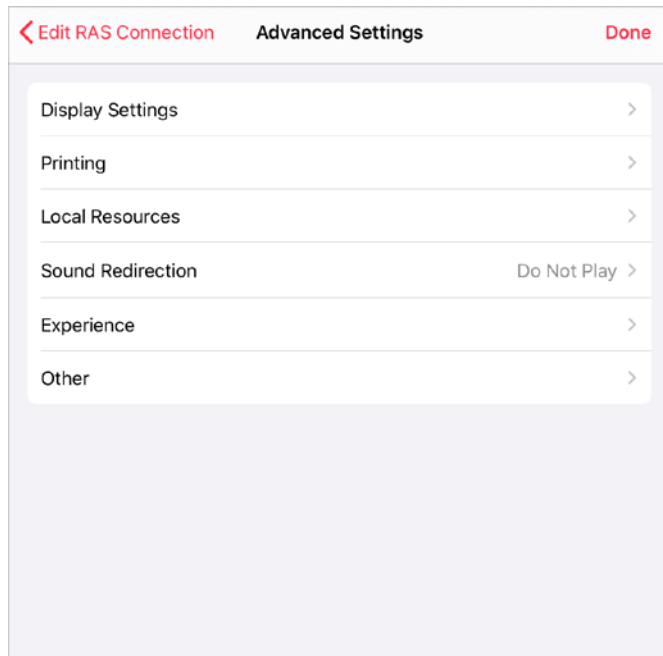 Edit RAS Connection Advanced Settings Done
Display Settings
Printing
Local Resources
Sound Redirection Do Not Play
Experience
Other